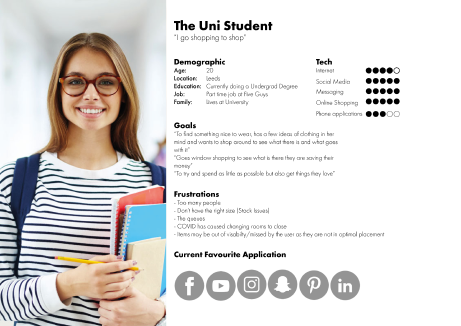 The Uni Student
"I go shopping to shop"
Demographic
Age: 20
Location: Leeds
Education: Currently doing a Undergrad Degree
Job: Part time job at Five Guys
Family: Lives at University
Tech
Internet
Social Media
Messaging
Online Shopping
Phone applications
Goals
"To find something nice to wear, has a few ideas of clothing in her
mind and wants to shop around to see what there is and what goes
with it"
"Goes window shopping to see what is there they are saving their
money"
"To try and spend as little as possible but also get things they love"
Frustrations
- Too many people
- Don't have the right size (Stock Issues)
- The queues
- COVID has caused changing rooms to close
- Items may be out of visabilty/missed by the user as they are not in optimal placement
Current Favourite Application